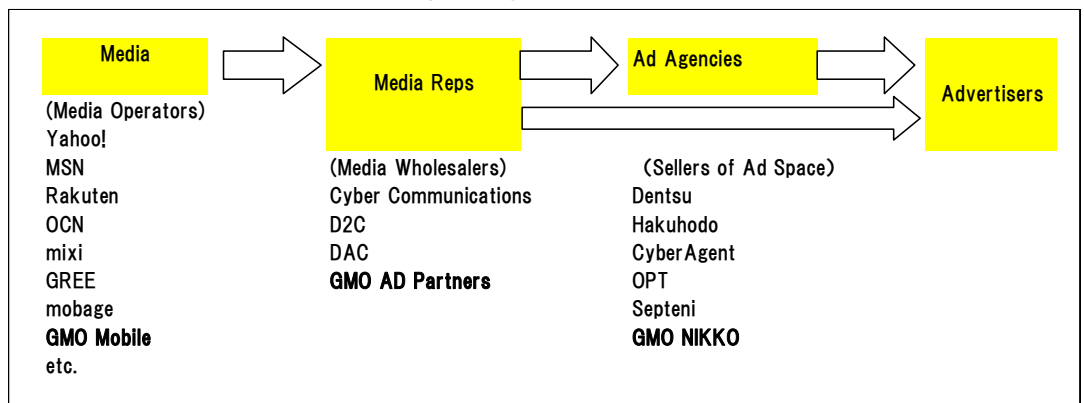 Media
(Media Operators)
Yahoo!
MSN
Rakuten
OCN
mixi
GREE
mobage
GMO Mobile
etc.
Media Reps
(Media Wholesalers)
Cyber Communications
D2C
DAC
GMO AD Partners
Ad Agencies
(Sellers of Ad Space)
Dentsu
Hakuhodo
CyberAgent
OPT
Septeni
GMO NIKKO
Advertisers